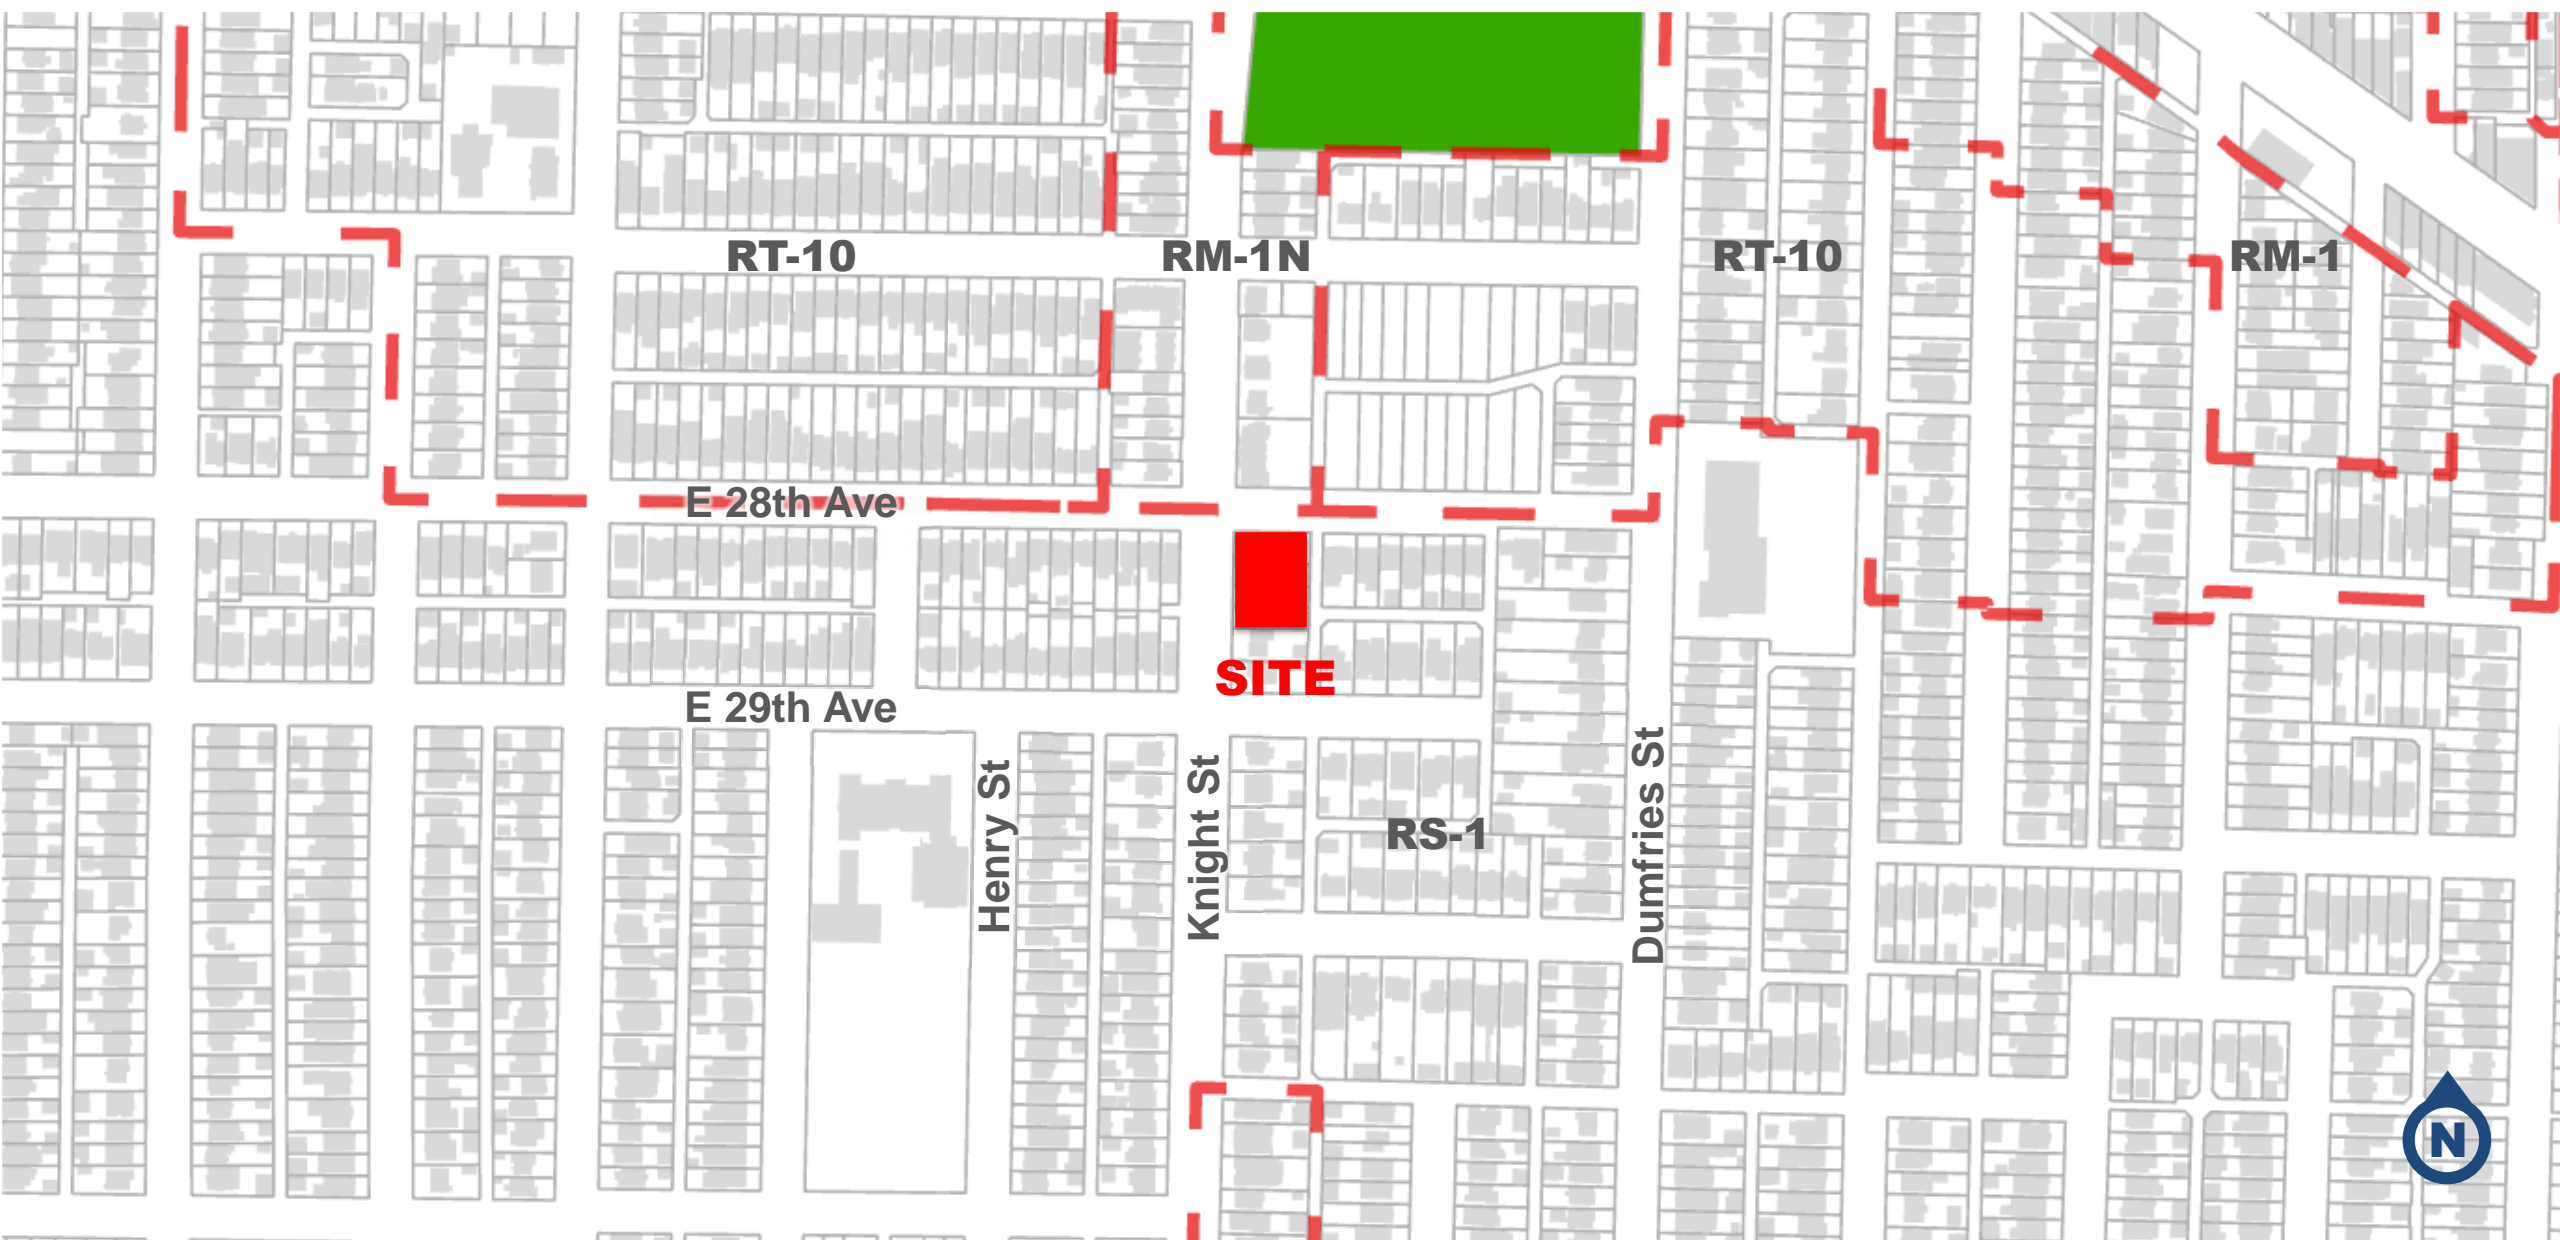 RT-10
RM-1N
RT-10
RM-1
E 28th Ave
SITE
E 29th Ave
Henry St
Knight St
Dumfries St
RS-1
N